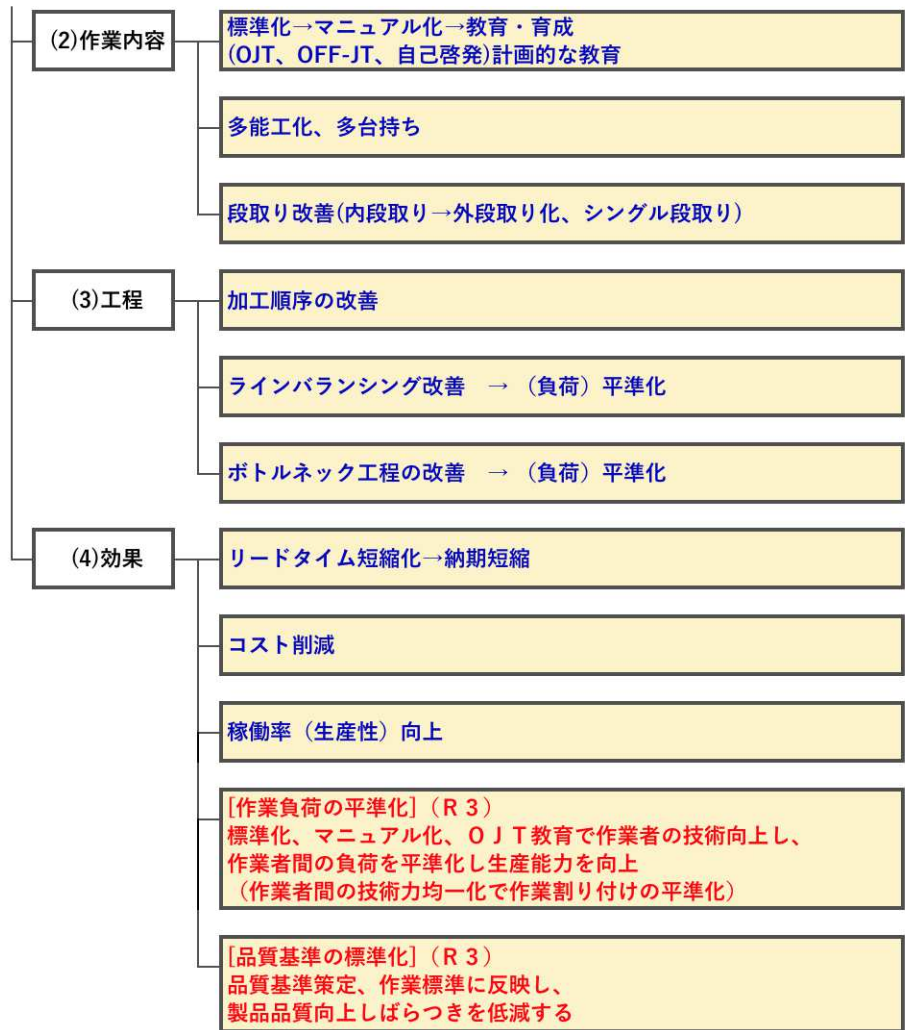 (2)作業内容
標準化→マニュアル化→教育・育成
(OJT、OFF-JT、自己啓発)計画的な教育
多能工化、多台持ち
段取り改善(内段取り→外段取り化、シングル段取り)
(3)工程
加工順序の改善
ラインバランシング改善　→　（負荷）平準化
ボトルネック工程の改善　→　（負荷）平準化
(4)効果
リードタイム短縮化→納期短縮
コスト削減
稼働率（生産性）向上
[作業負荷の平準化]（Ｒ３）
標準化、マニュアル化、ＯＪＴ教育で作業者の技術向上し、
作業者間の負荷を平準化し生産能力を向上
（作業者間の技術力均一化で作業割り付けの平準化）
[品質基準の標準化]（Ｒ３）
品質基準策定、作業標準に反映し、
製品品質向上しばらつきを低減する